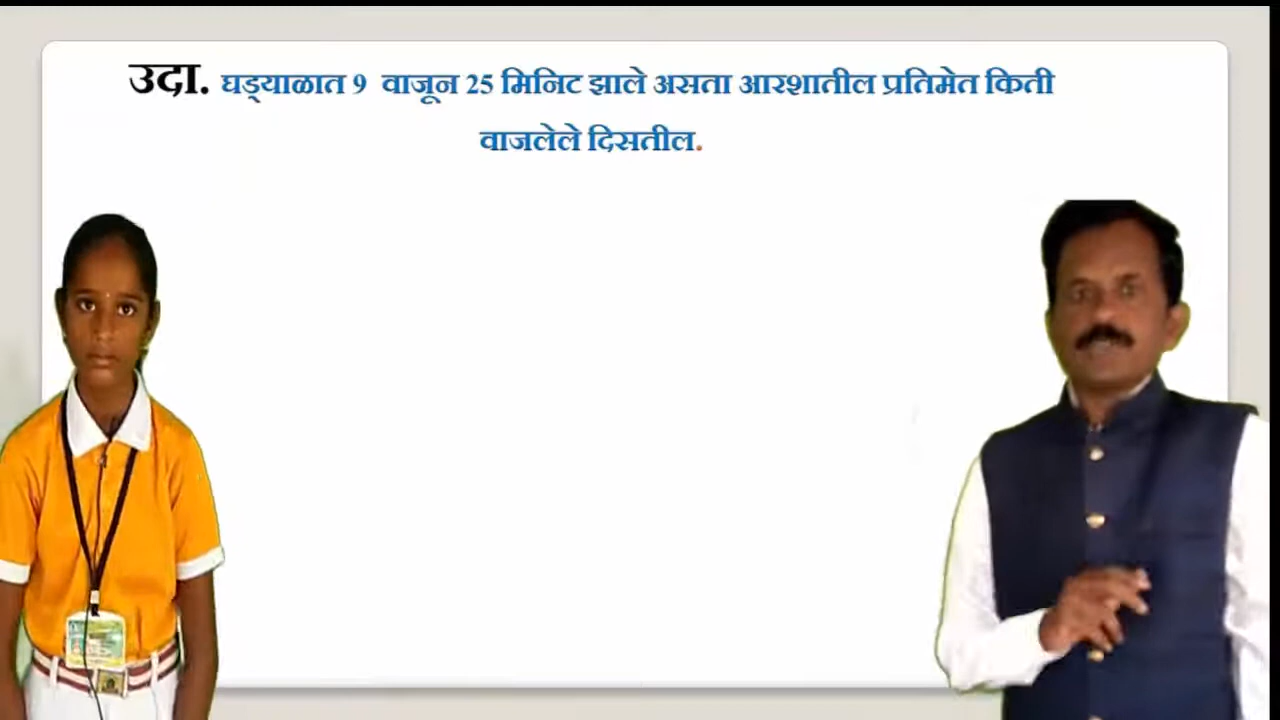 उदा. घड्याळात 9 वाजून 25 मिनिट झाले असता आरशातील प्रतिमेत किती
वाजलेले दिसतील.